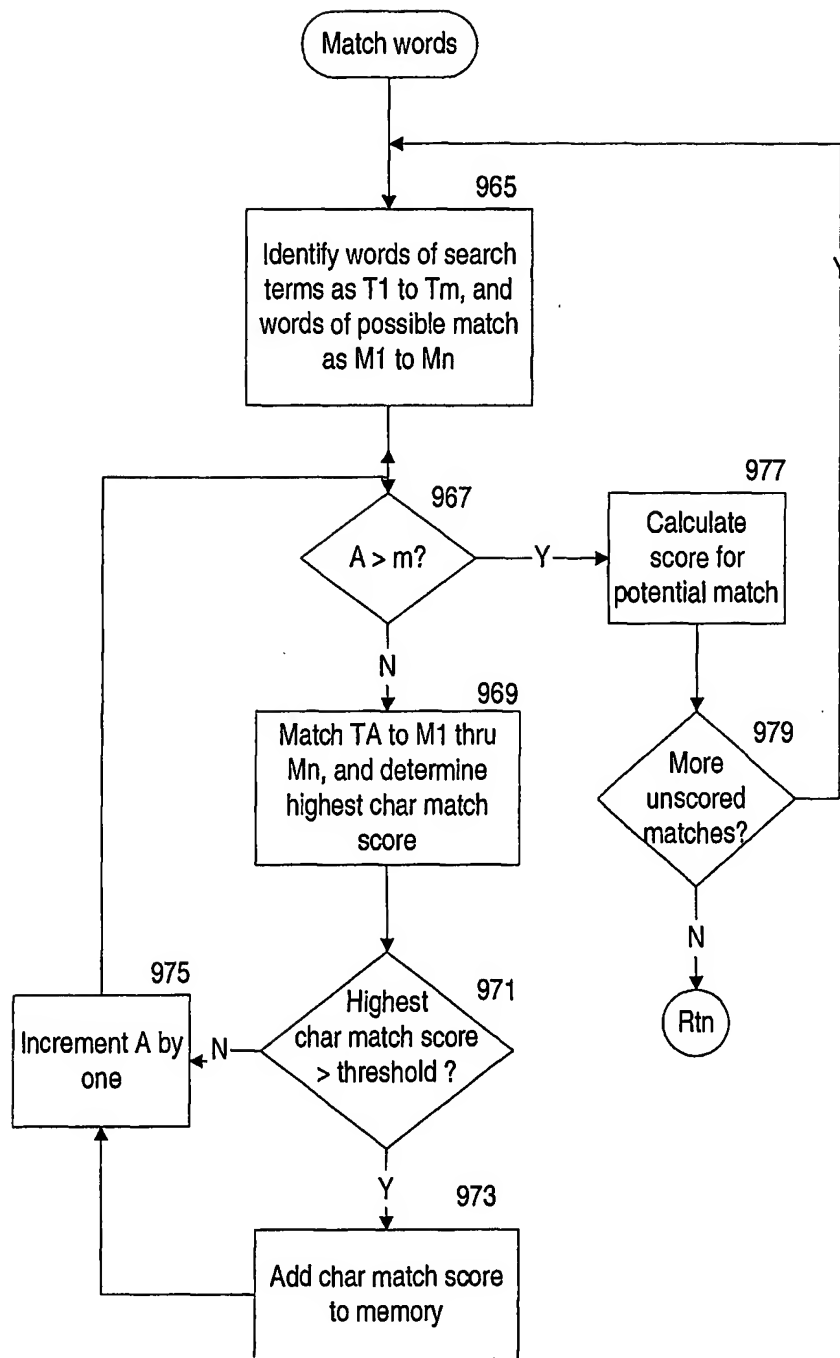 Match words
965
Identify words of search
terms as T1 to Tm, and
words of possible match
as M1 to Mn
Y
967
A > m?
Y
977
Calculate
score for
potential match
N
969
Match TA to M1 thru
Mn, and determine
highest char match
score
979
More
unscored
matches?
N
Rtn
971
Highest
char match score
> threshold ?
N
975
Increment A by
one
Y
973
Add char match score
to memory